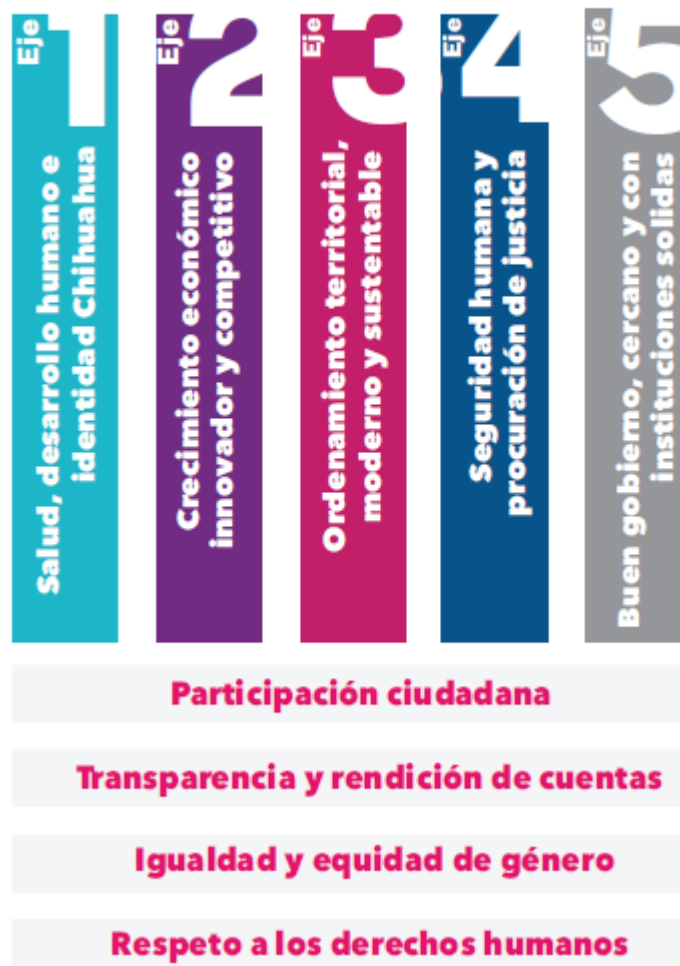 Eje 1
Salud, desarrollo humano e
identidad Chihuahua
Eje 2
Crecimiento económico
innovador y competitivo
Eje 3
Ordenamiento territorial,
moderno y sustentable
Eje 4
Seguridad humana y
procuración de justicia
Eje 5
Buen gobierno, cercano y con
instituciones solidas
Participación ciudadana
Transparencia y rendición de cuentas
Igualdad y equidad de género
Respeto a los derechos humanos